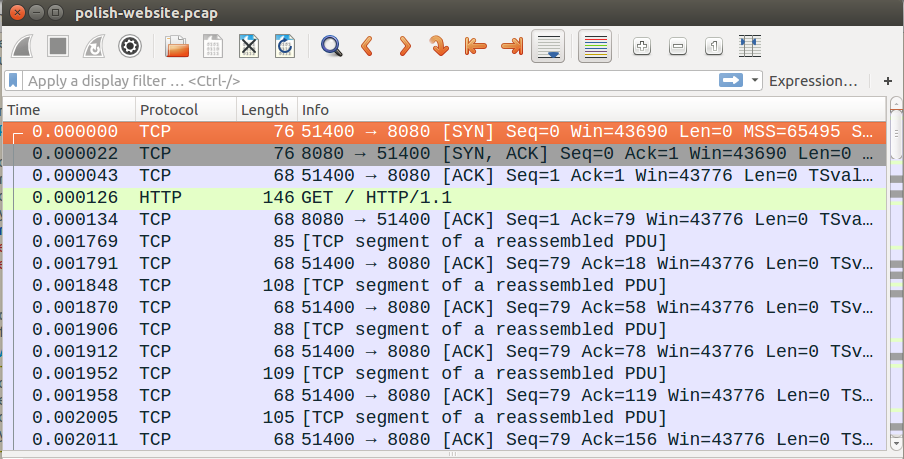 polish-website.pcap
Apply a display filter … <Ctrl-/>
Expression…
+
Time Protocol Length Info
0.000000 TCP 76 51400 → 8080 [SYN] Seq=0 Win=43690 Len=0 MSS=65495 S…
0.000022 TCP 76 8080 → 51400 [SYN, ACK] Seq=0 Ack=1 Win=43690 Len=0 …
0.000043 TCP 68 51400 → 8080 [ACK] Seq=1 Ack=1 Win=43776 Len=0 TSval…
0.000126 HTTP 146 GET / HTTP/1.1
0.000134 TCP 68 8080 → 51400 [ACK] Seq=1 Ack=79 Win=43776 Len=0 TSva…
0.001769 TCP 85 [TCP segment of a reassembled PDU]
0.001791 TCP 68 51400 → 8080 [ACK] Seq=79 Ack=18 Win=43776 Len=0 TSv…
0.001848 TCP 108 [TCP segment of a reassembled PDU]
0.001870 TCP 68 51400 → 8080 [ACK] Seq=79 Ack=58 Win=43776 Len=0 TSv…
0.001906 TCP 88 [TCP segment of a reassembled PDU]
0.001912 TCP 68 51400 → 8080 [ACK] Seq=79 Ack=78 Win=43776 Len=0 TSv…
0.001952 TCP 109 [TCP segment of a reassembled PDU]
0.001958 TCP 68 51400 → 8080 [ACK] Seq=79 Ack=119 Win=43776 Len=0 TS…
0.002005 TCP 105 [TCP segment of a reassembled PDU]
0.002011 TCP 68 51400 → 8080 [ACK] Seq=79 Ack=156 Win=43776 Len=0 TS…